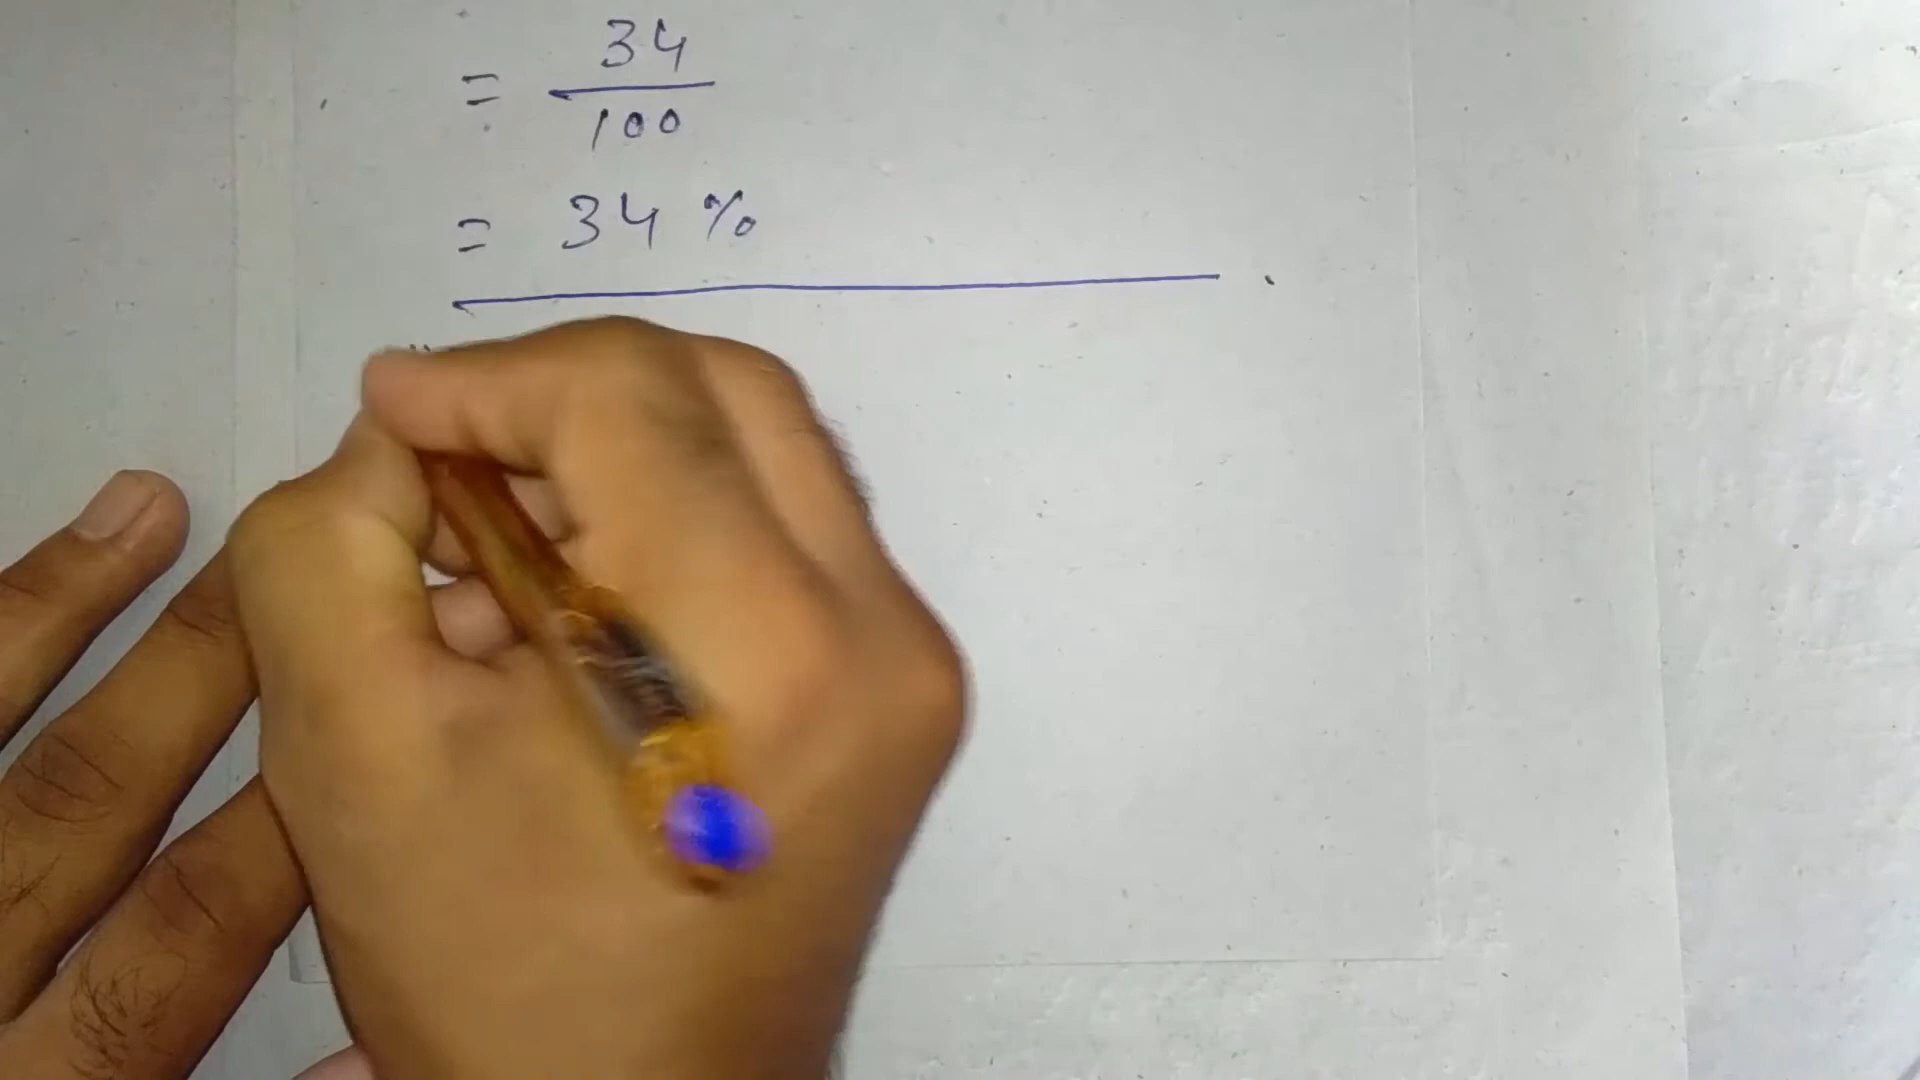 = 34/100
= 34 %